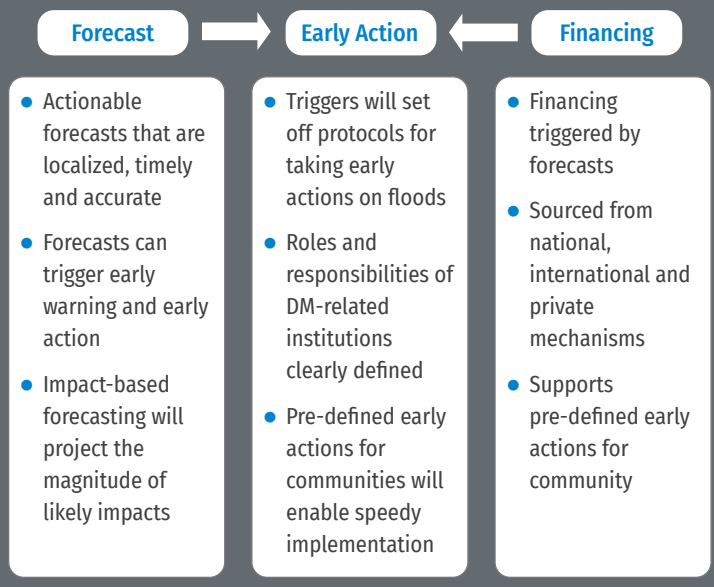 Forecast
Early Action
Financing
Actionable
forecasts that are
localized, timely
and accurate
Forecasts can
trigger early
warning and early
action
Impact-based
forecasting will
project the
magnitude of
likely impacts
Triggers will set
off protocols for
taking early
actions on floods
Roles and
responsibilities of
DM-related
institutions
clearly defined
Pre-defined early
actions for
communities will
enable speedy
implementation
Financing
triggered by
forecasts
Sourced from
national,
international and
private
mechanisms
Supports
pre-defined early
actions for
community